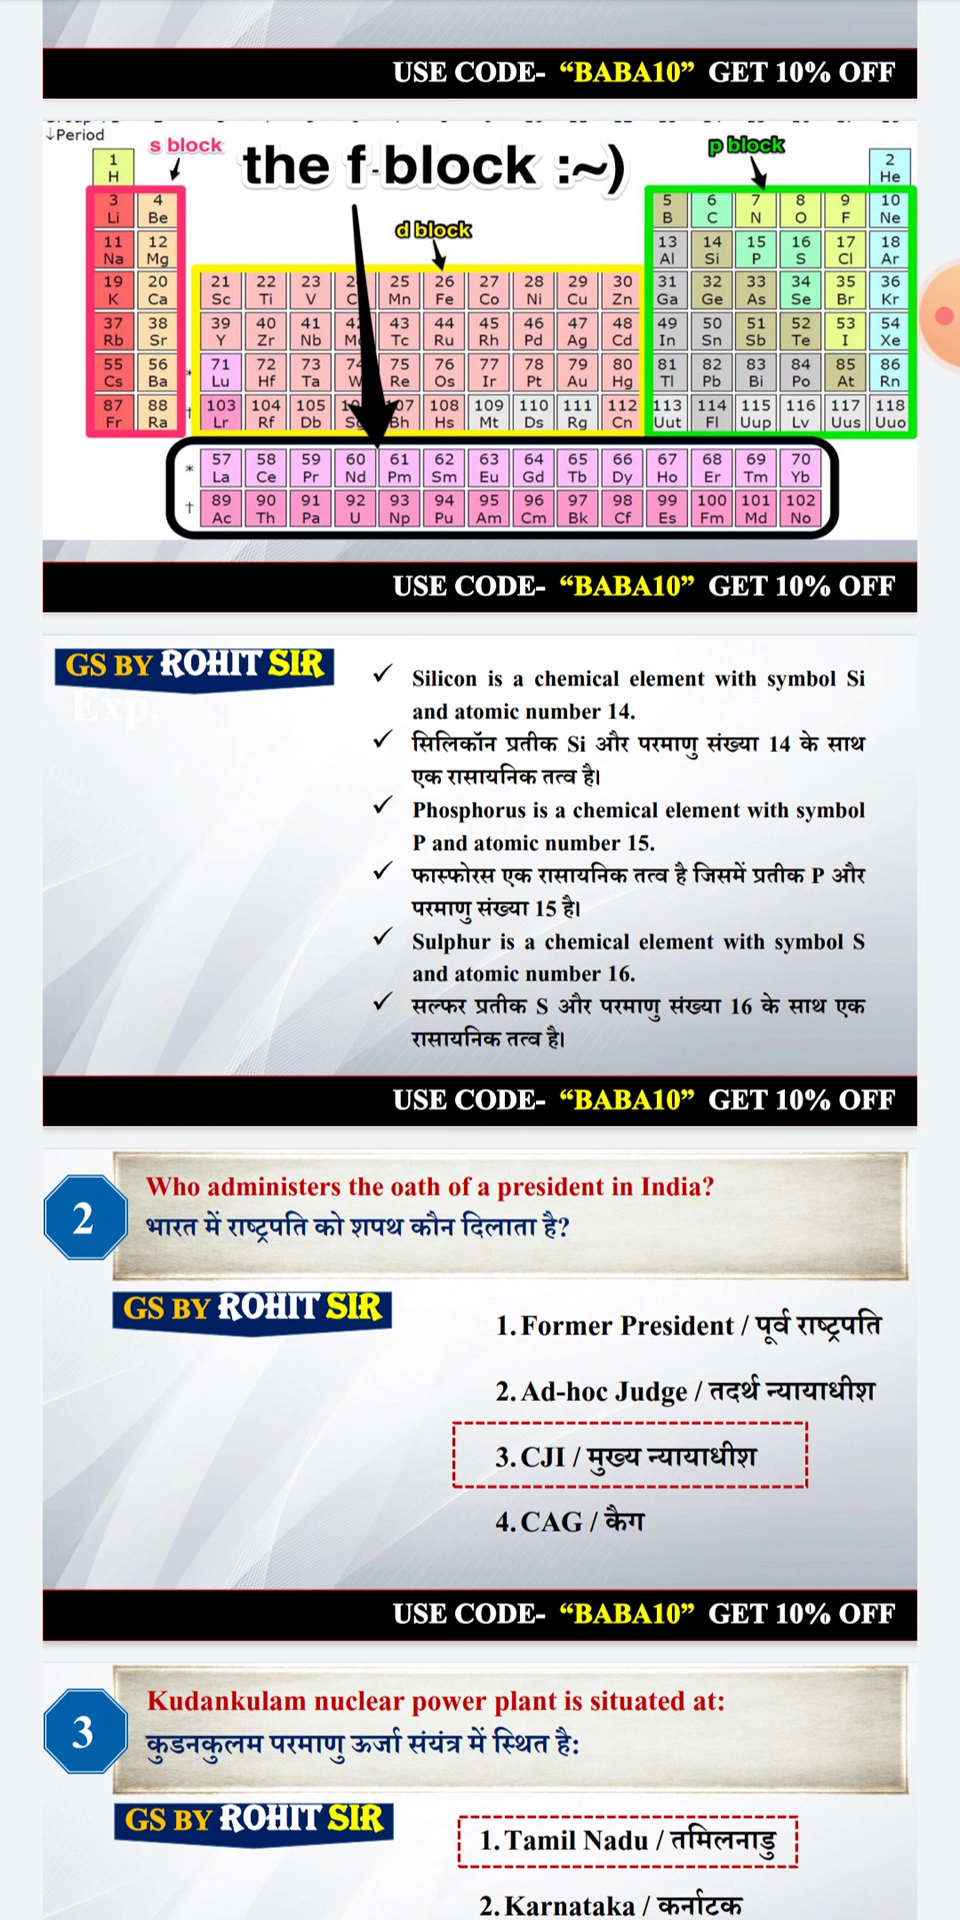 USE CODE- “BABA10” GET 10% OFF
↓Period
s block
the f-block :~)
p block
d block
1 2
H He
3 4 5 6 7 8 9 10
Li Be B C N O F Ne
11 12 13 14 15 16 17 18
Na Mg Al Si P S Cl Ar
19 20 21 22 23 25 26 27 28 29 30 31 32 33 34 35 36
K Ca Sc Ti V Mn Fe Co Ni Cu Zn Ga Ge As Se Br Kr
37 38 39 40 41 43 44 45 46 47 48 49 50 51 52 53 54
Rb Sr Y Zr Nb Tc Ru Rh Pd Ag Cd In Sn Sb Te I Xe
55 56 * 71 72 73 75 76 77 78 79 80 81 82 83 84 85 86
Cs Ba Lu Hf Ta W Re Os Ir Pt Au Hg Tl Pb Bi Po At Rn
87 88 † 103 104 105 108 109 110 111 112 113 114 115 116 117 118
Fr Ra Lr Rf Db Bh Hs Mt Ds Rg Cn Uut Fl Uup Lv Uus Uuo
* 57 58 59 60 61 62 63 64 65 66 67 68 69 70
La Ce Pr Nd Pm Sm Eu Gd Tb Dy Ho Er Tm Yb
† 89 90 91 92 93 94 95 96 97 98 99 100 101 102
Ac Th Pa U Np Pu Am Cm Bk Cf Es Fm Md No
USE CODE- “BABA10” GET 10% OFF
GS BY ROHIT SIR
Exp.
✓ Silicon is a chemical element with symbol Si
and atomic number 14.
✓ सिलिकॉन प्रतीक Si और परमाणु संख्या 14 के साथ
एक रासायनिक तत्व है।
✓ Phosphorus is a chemical element with symbol
P and atomic number 15.
✓ फास्फोरस एक रासायनिक तत्व है जिसमें प्रतीक P और
परमाणु संख्या 15 है।
✓ Sulphur is a chemical element with symbol S
and atomic number 16.
✓ सल्फर प्रतीक S और परमाणु संख्या 16 के साथ एक
रासायनिक तत्व है।
USE CODE- “BABA10” GET 10% OFF
2
Who administers the oath of a president in India?
भारत में राष्ट्रपति को शपथ कौन दिलाता है?
GS BY ROHIT SIR
1. Former President / पूर्व राष्ट्रपति
2. Ad-hoc Judge / तदर्थ न्यायाधीश
3. CJI / मुख्य न्यायाधीश
4. CAG / कैग
USE CODE- “BABA10” GET 10% OFF
3
Kudankulam nuclear power plant is situated at:
कुडनकुलम परमाणु ऊर्जा संयंत्र में स्थित है:
GS BY ROHIT SIR
1. Tamil Nadu / तमिलनाडु
2. Karnataka / कर्नाटक